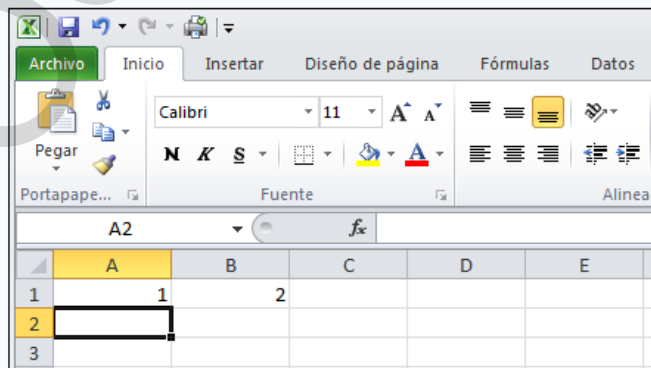 Archivo Inicio Insertar Diseño de página Fórmulas Datos
Calibri 11 A A
Pegar N K S A
Portapape... Fuente Alinea
A2 fx
A B C D E
1 1 2
2
3